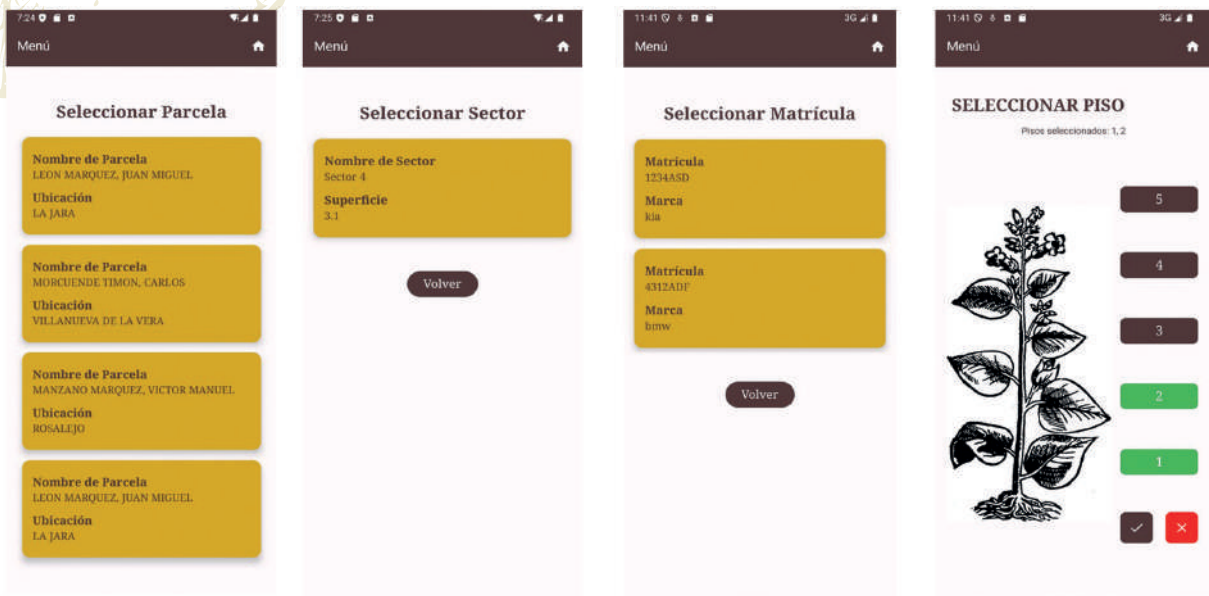 7:24
Menú
Seleccionar Parcela
Nombre de Parcela
LEON MARQUEZ, JUAN MIGUEL
Ubicación
LA JARA
Nombre de Parcela
MORCUENDE TIMON, CARLOS
Ubicación
VILLANUEVA DE LA VERA
Nombre de Parcela
MANZANO MARQUEZ, VICTOR MANUEL
Ubicación
ROSALEJO
Nombre de Parcela
LEON MARQUEZ, JUAN MIGUEL
Ubicación
LA JARA
7:25
Menú
Seleccionar Sector
Nombre de Sector
Sector 4
Superficie
3.1
Volver
11:41
3G
Menú
Seleccionar Matrícula
Matrícula
1234ASD
Marca
kia
Matrícula
4312ADF
Marca
bmw
Volver
11:41
3G
Menú
SELECCIONAR PISO
Pisos seleccionados: 1, 2
5
4
3
2
1